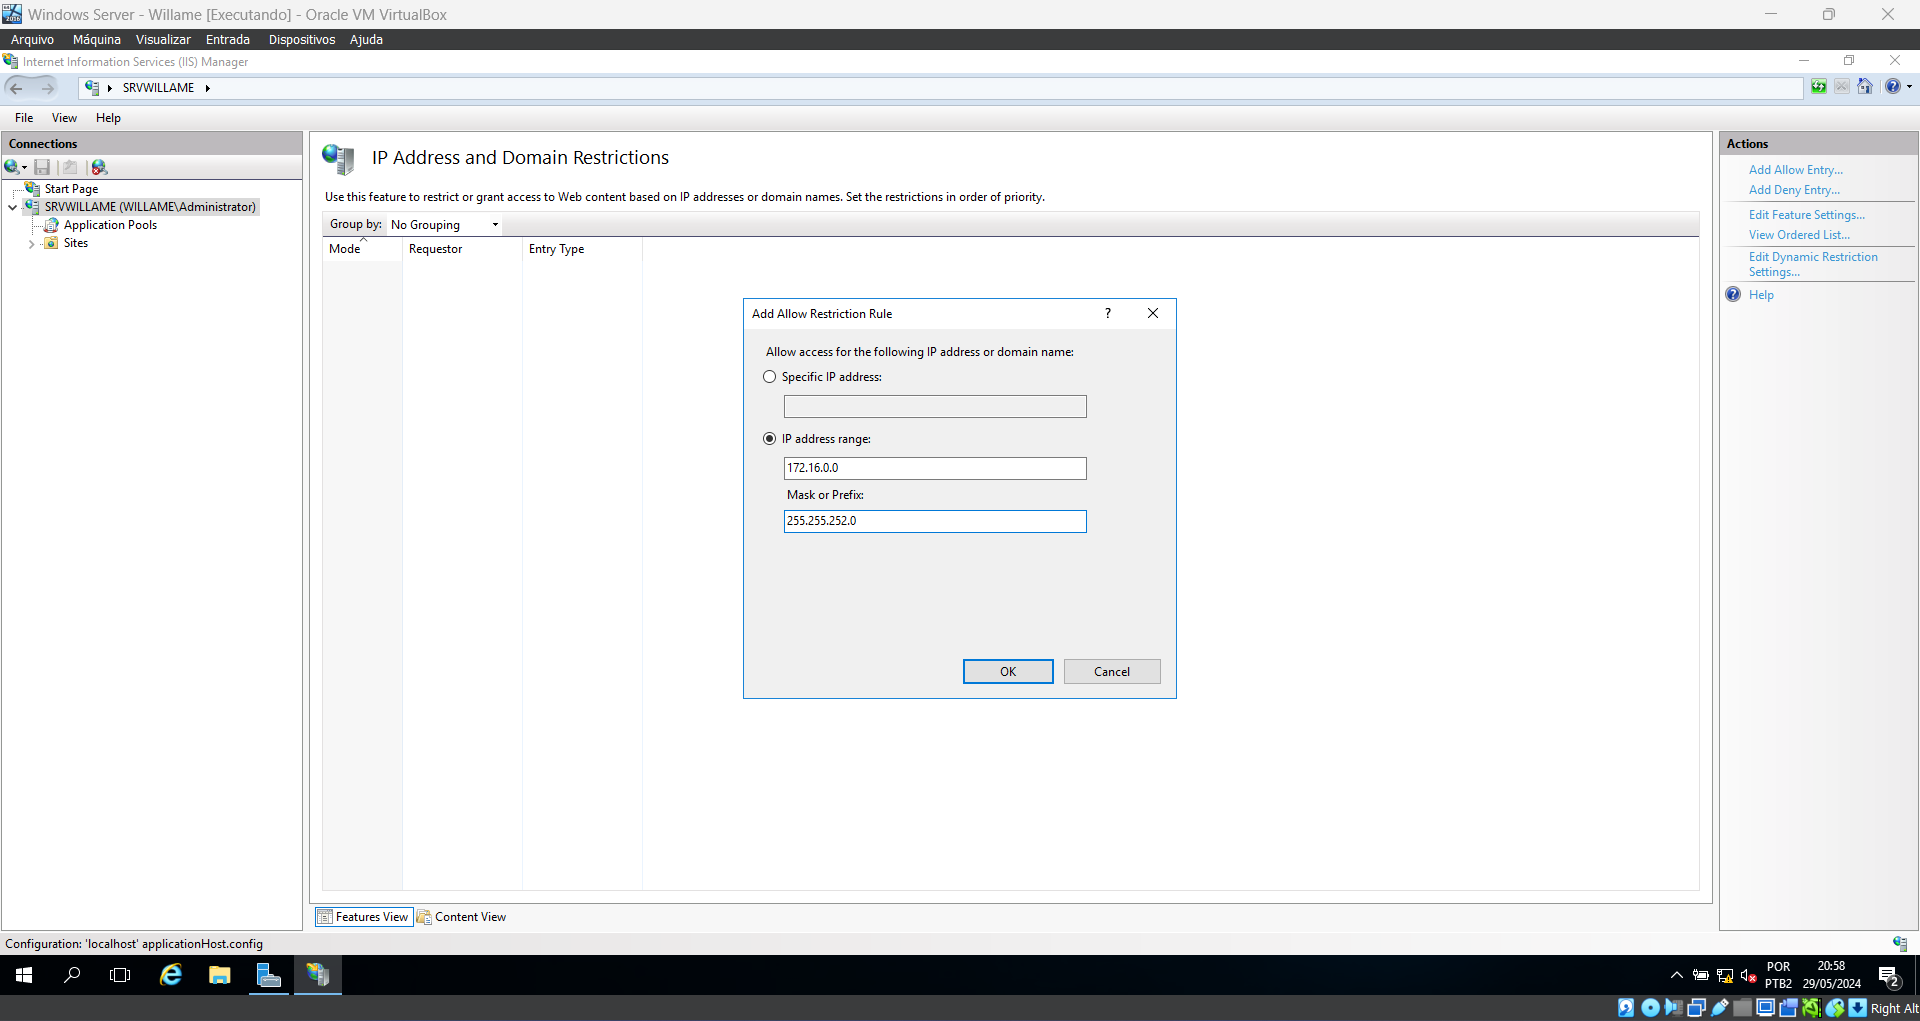 Windows Server - Willame [Executando] - Oracle VM VirtualBox
Arquivo Máquina Visualizar Entrada Dispositivos Ajuda
Internet Information Services (IIS) Manager
SRVWILLAME
File View Help
Connections
Start Page
SRVWILLAME (WILLAME\Administrator)
Application Pools
Sites
IP Address and Domain Restrictions
Use this feature to restrict or grant access to Web content based on IP addresses or domain names. Set the restrictions in order of priority.
Group by: No Grouping
Mode Requestor Entry Type
Add Allow Restriction Rule ?
Allow access for the following IP address or domain name:
Specific IP address:
IP address range:
172.16.0.0
Mask or Prefix:
255.255.252.0
OK Cancel
Features View Content View
Actions
Add Allow Entry...
Add Deny Entry...
Edit Feature Settings...
View Ordered List...
Edit Dynamic Restriction
Settings...
Help
Configuration: 'localhost' applicationHost.config
POR
PTB2
20:58
29/05/2024
2
Right Alt